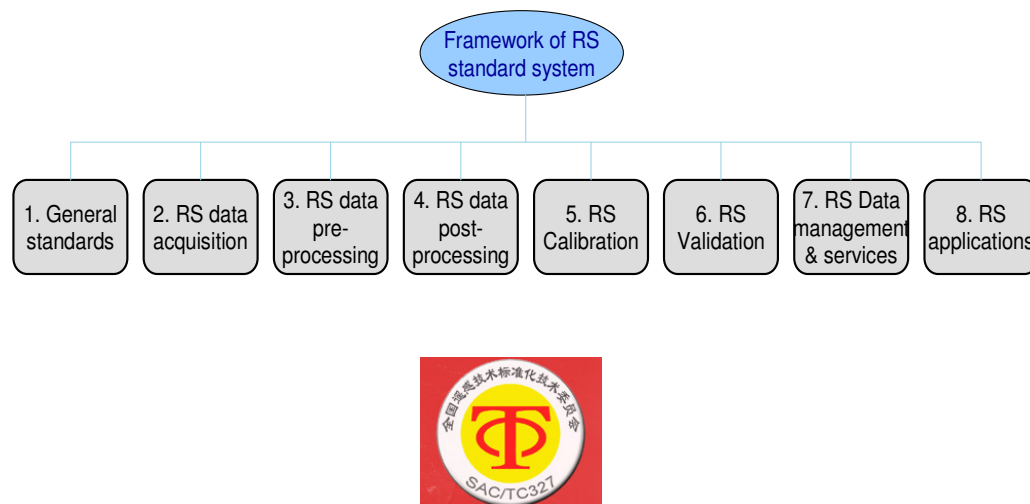 Framework of RS
standard system
1. General
standards
2. RS data
acquisition
3. RS data
pre-
processing
4. RS data
post-
processing
5. RS
Calibration
6. RS
Validation
7. RS Data
management
& services
8. RS
applications
全国遥感技术标准化技术委员会
SAC/TC327